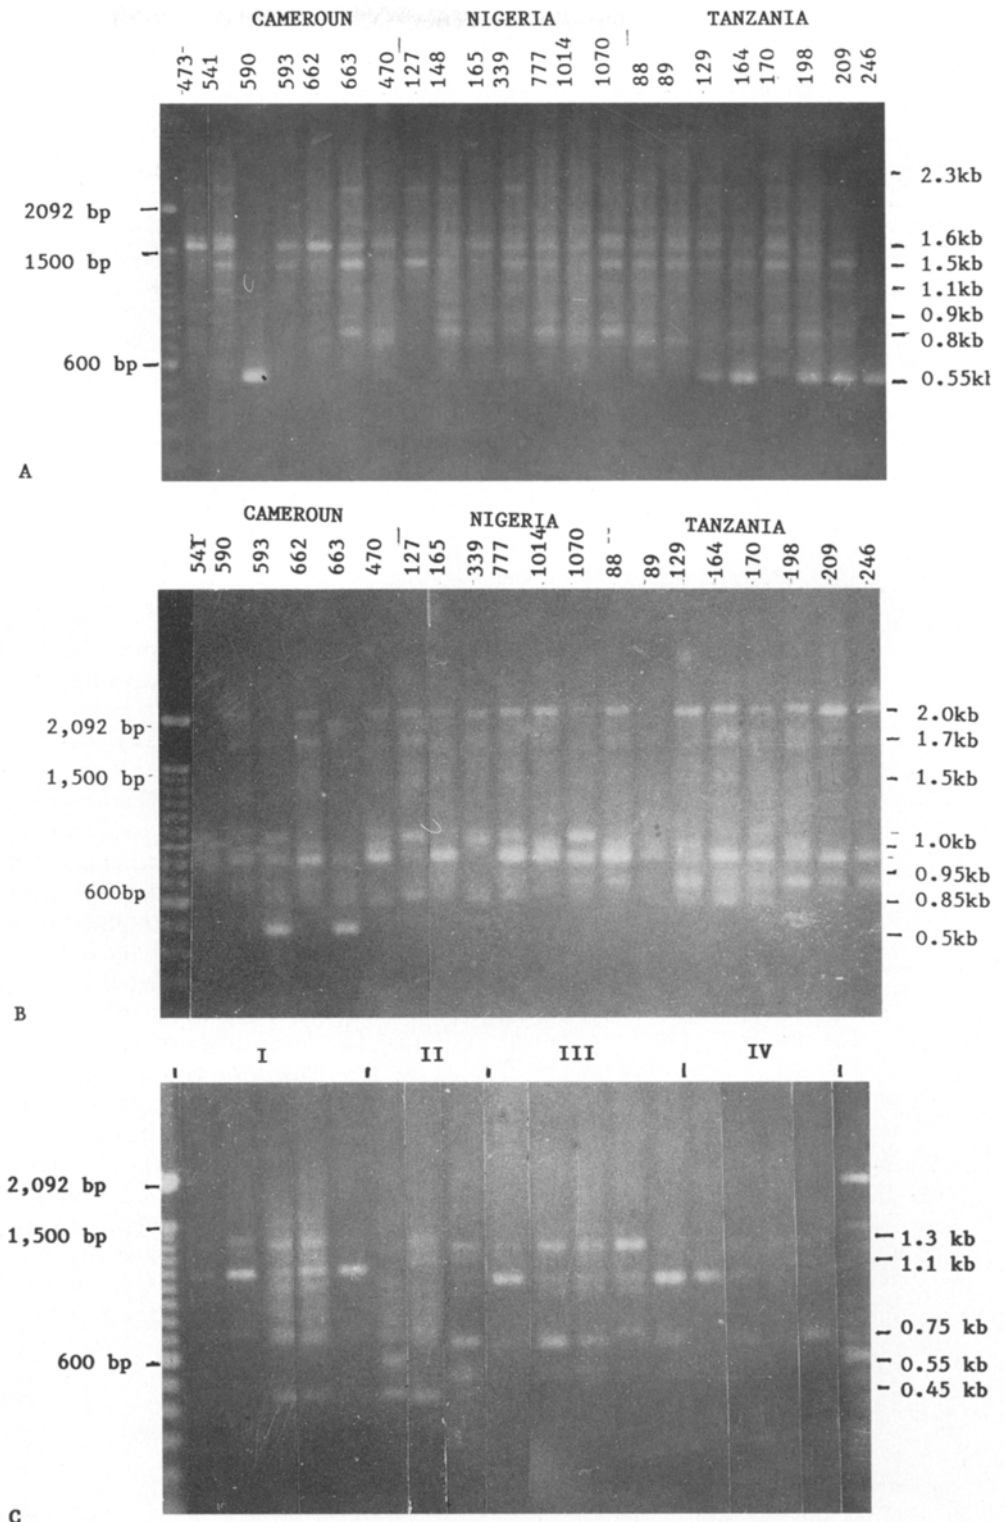 CAMEROUN NIGERIA TANZANIA
473 541 590 593 662 663 470 127 148 165 339 777 1014 1070 88 89 129 164 170 198 209 246
2.3kb
2092 bp
1.6kb
1500 bp
1.5kb
1.1kb
0.9kb
0.8kb
600 bp
0.55kb
A
CAMEROUN NIGERIA TANZANIA
541 590 593 662 663 470 127 165 339 777 1014 1070 88 89 129 164 170 198 209 246
2,092 bp
2.0kb
1.7kb
1,500 bp
1.5kb
1.0kb
0.95kb
600bp
0.85kb
0.5kb
B
I II III IV
2,092 bp
1,500 bp
1.3 kb
1.1 kb
0.75 kb
600 bp
0.55 kb
0.45 kb
C